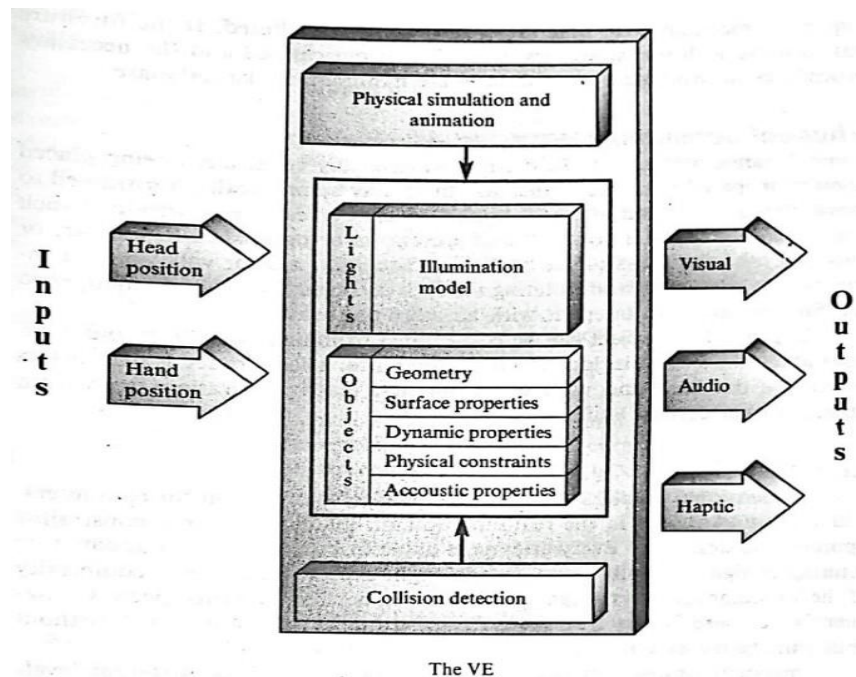 Physical simulation and
animation
Inputs
Head
position
Hand
position
Lights
Illumination
model
Objects
Geometry
Surface properties
Dynamic properties
Physical constraints
Accoustic properties
Collision detection
Visual
Audio
Haptic
Outputs
The VE